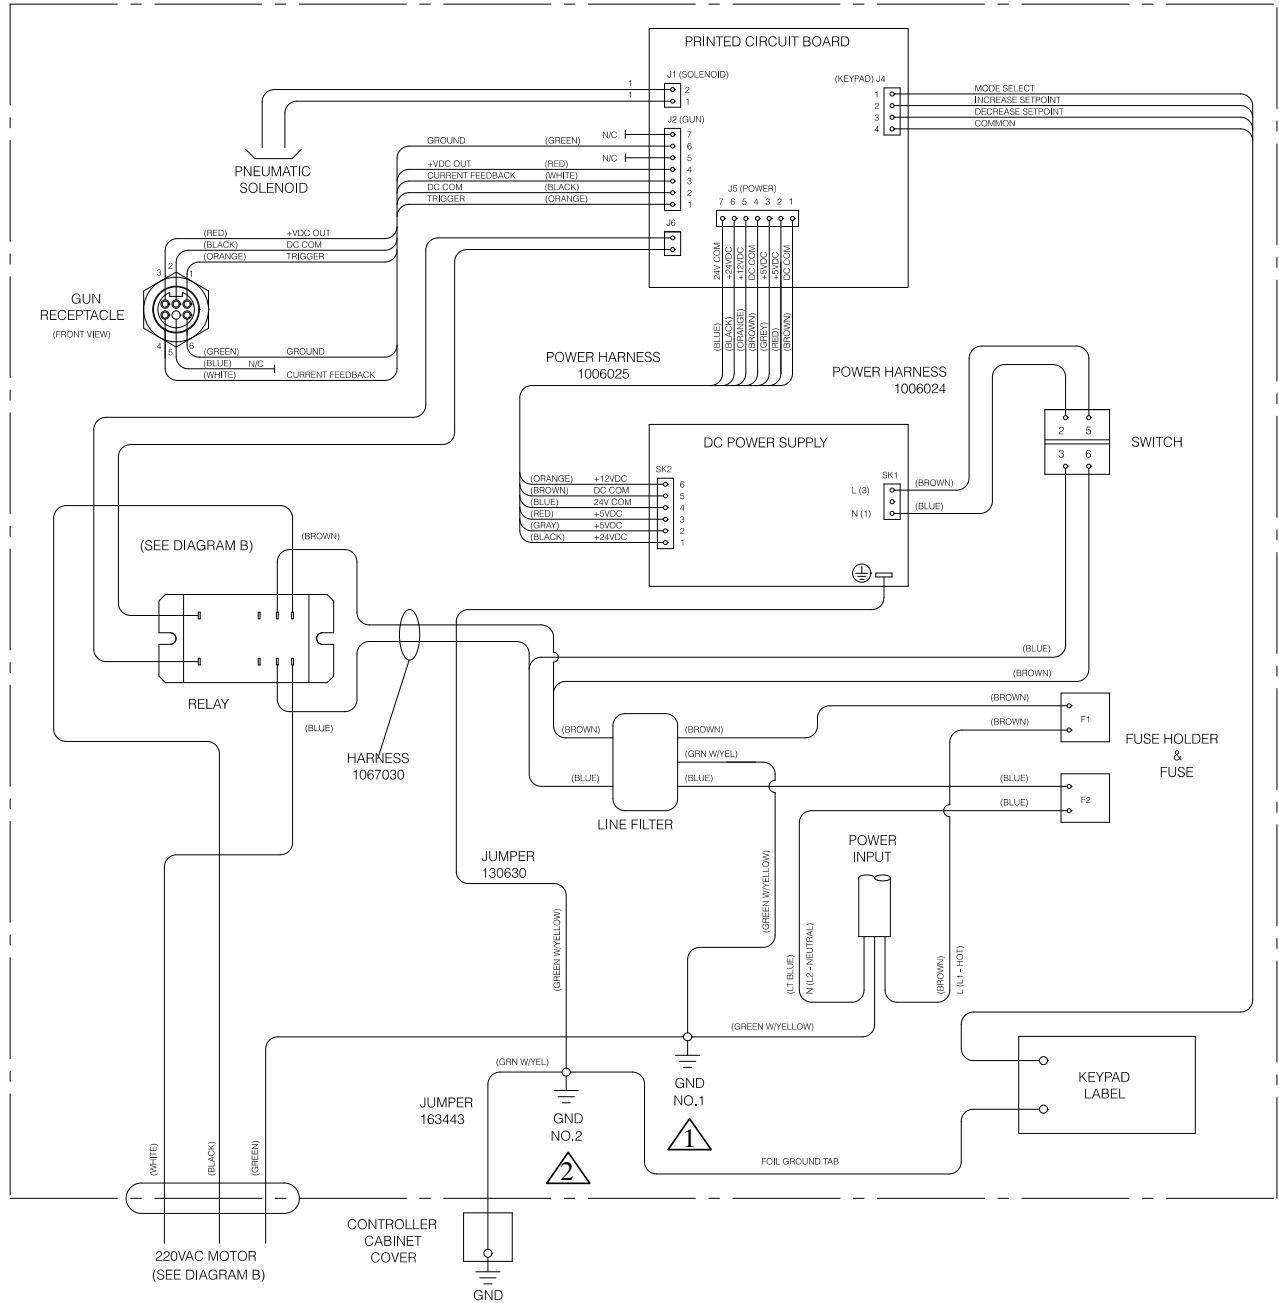 PRINTED CIRCUIT BOARD
J1 (SOLENOID)
1
2
1
1
(KEYPAD) J4
1
MODE SELECT
2
INCREASE SETPOINT
3
DECREASE SETPOINT
4
COMMON
PNEUMATIC
SOLENOID
J2 (GUN)
N/C
7
GROUND (GREEN)
6
N/C
5
+VDC OUT (RED)
4
CURRENT FEEDBACK (WHITE)
3
DC COM (BLACK)
2
TRIGGER (ORANGE)
1
J6
J5 (POWER)
7 6 5 4 3 2 1
24V COM
+24VDC
+12VDC
DC COM
+5VDC
+5VDC
DC COM
(BLUE)
(BLACK)
(ORANGE)
(BROWN)
(GREY)
(RED)
(BROWN)
(RED) +VDC OUT
(BLACK) DC COM
(ORANGE) TRIGGER
3
2
1
GUN
RECEPTACLE
(FRONT VIEW)
4
5
6
(GREEN) GROUND
(BLUE) N/C
(WHITE) CURRENT FEEDBACK
POWER HARNESS
1006025
POWER HARNESS
1006024
2 5
3 6
SWITCH
DC POWER SUPPLY
SK2
(ORANGE) +12VDC 6
(BROWN) DC COM 5
(BLUE) 24V COM 4
(RED) +5VDC 3
(GRAY) +5VDC 2
(BLACK) +24VDC 1
SK1
L (3)
(BROWN)
N (1)
(BLUE)
(SEE DIAGRAM B)
(BROWN)
RELAY
(BLUE)
HARNESS
1067030
(BLUE)
(BROWN)
(BROWN)
(BROWN)
(BROWN)
(BROWN)
F1
(GRN W/YEL)
FUSE HOLDER
&
FUSE
(BLUE)
(BLUE)
(BLUE)
(BLUE)
F2
LINE FILTER
POWER
INPUT
JUMPER
130630
(GREEN W/YELLOW)
(GREEN W/YELLOW)
(LT BLUE)
N (L2 - NEUTRAL)
(BROWN)
L (L1 - HOT)
(GREEN W/YELLOW)
(GRN W/YEL)
GND
NO.1
1
JUMPER
163443
GND
NO.2
2
KEYPAD
LABEL
FOIL GROUND TAB
(WHITE)
(BLACK)
(GREEN)
220VAC MOTOR
(SEE DIAGRAM B)
CONTROLLER
CABINET
COVER
GND